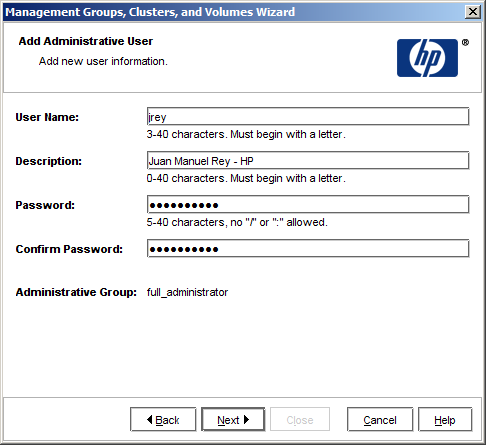 Management Groups, Clusters, and Volumes Wizard
Add Administrative User
Add new user information.
hp ®
User Name: jrey
3-40 characters. Must begin with a letter.
Description: Juan Manuel Rey - HP
0-40 characters. Must begin with a letter.
Password: ●●●●●●●●●●
5-40 characters, no "/" or ":" allowed.
Confirm Password: ●●●●●●●●●●
Administrative Group: full_administrator
Back Next Close Cancel Help